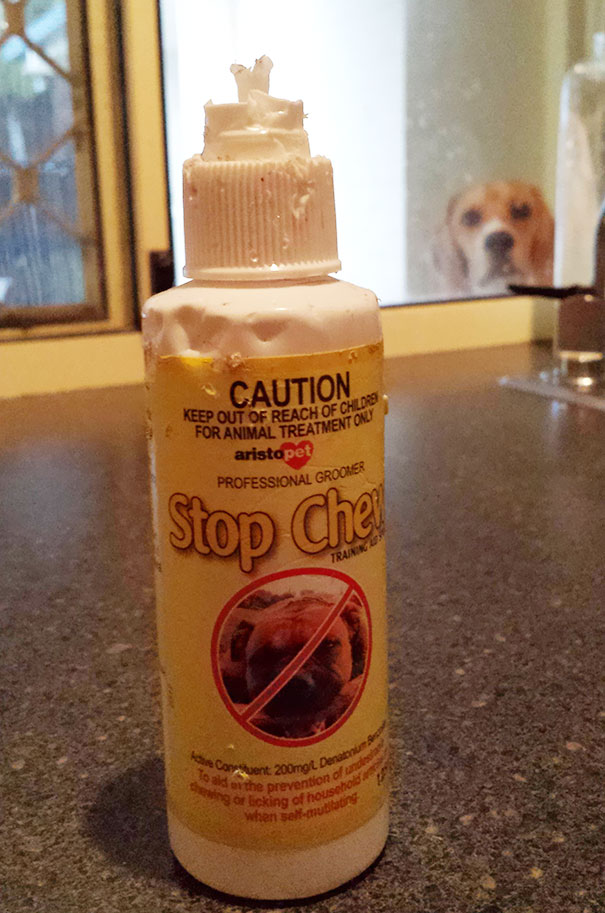 CAUTION
KEEP OUT OF REACH OF CHILDREN
FOR ANIMAL TREATMENT ONLY
aristopet
PROFESSIONAL GROOMER
Stop Chew
TRAINING AID
Active Constituent: 200mg/L Denatonium
To aid in the prevention of
chewing or licking of household
when self-mutilating